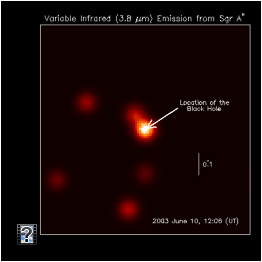 Variable Infrared (3.8 μm) Emission from Sgr A*
Location of the
Black Hole
0."1
2003 June 10, 12:06 (UT)
?